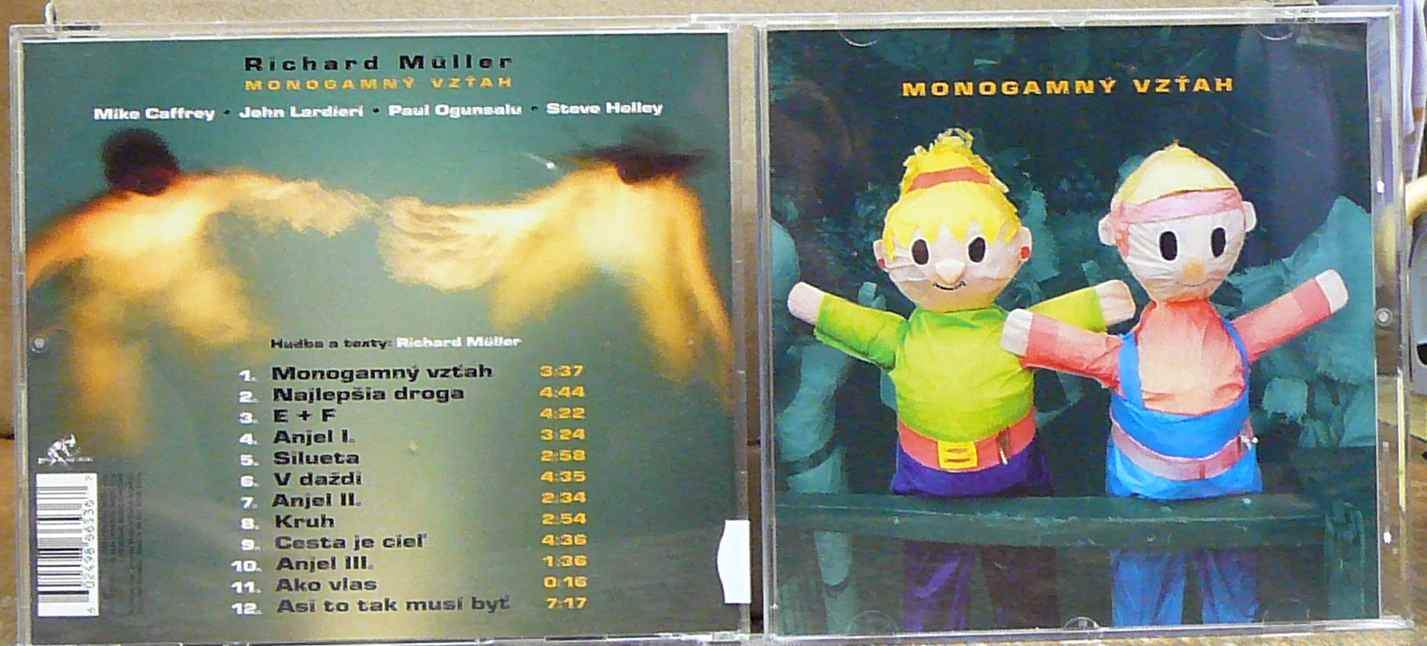 Richard Müller
MONOGAMNÝ VZŤAH
Mike Caffrey • John Lardieri • Paul Ogunsalu • Steve Holley
Hudba a texty: Richard Müller
1. Monogamný vzťah 3:37
2. Najlepšia droga 4:44
3. E + F 4:22
4. Anjel I. 3:24
5. Silueta 2:58
6. V daždi 4:35
7. Anjel II. 2:34
8. Kruh 2:54
9. Cesta je cieľ 4:36
10. Anjel III. 1:36
11. Ako vlas 0:16
12. Asi to tak musí byť 7:17
MONOGAMNÝ VZŤAH